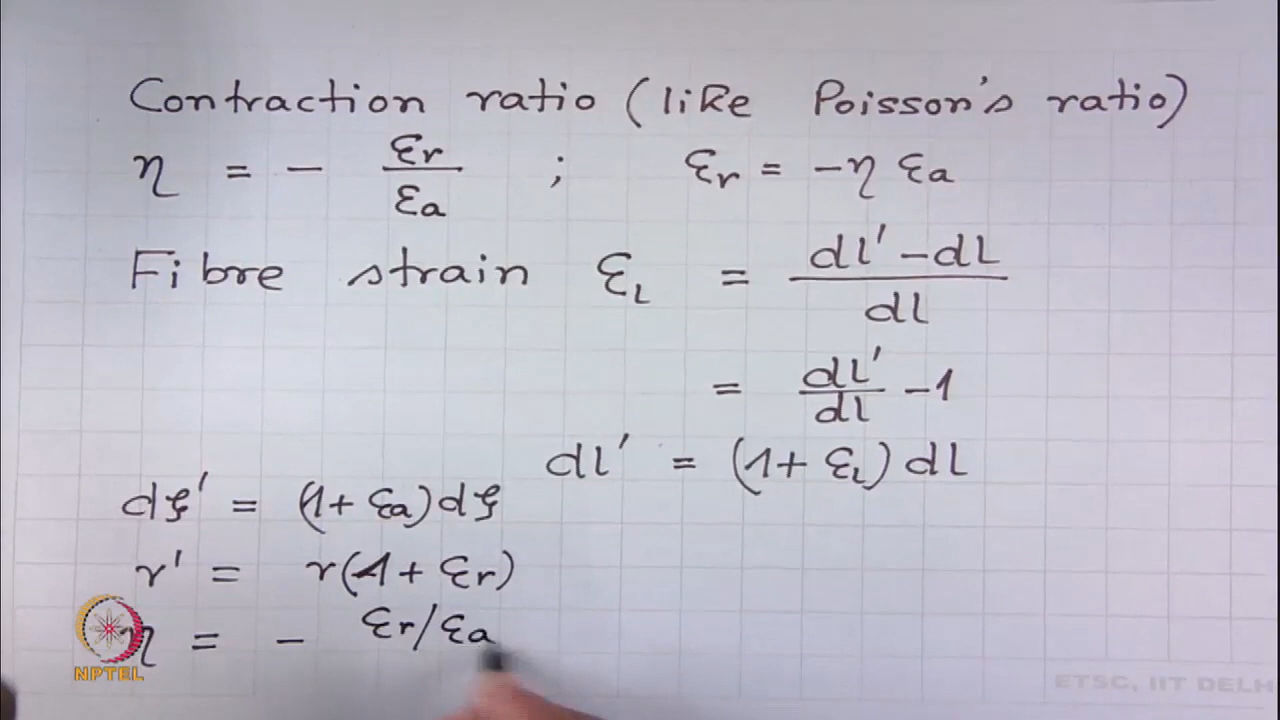 Contraction ratio (like Poisson's ratio)
η = - εr/εa ; εr = -η εa
Fibre strain εL = (dl' - dl)/dl
= dl'/dl - 1
dl' = (1 + εL) dl
dξ' = (1 + εa) dξ
r' = r(1 + εr)
η = - εr/εa
NPTEL
ETSC, IIT DELH